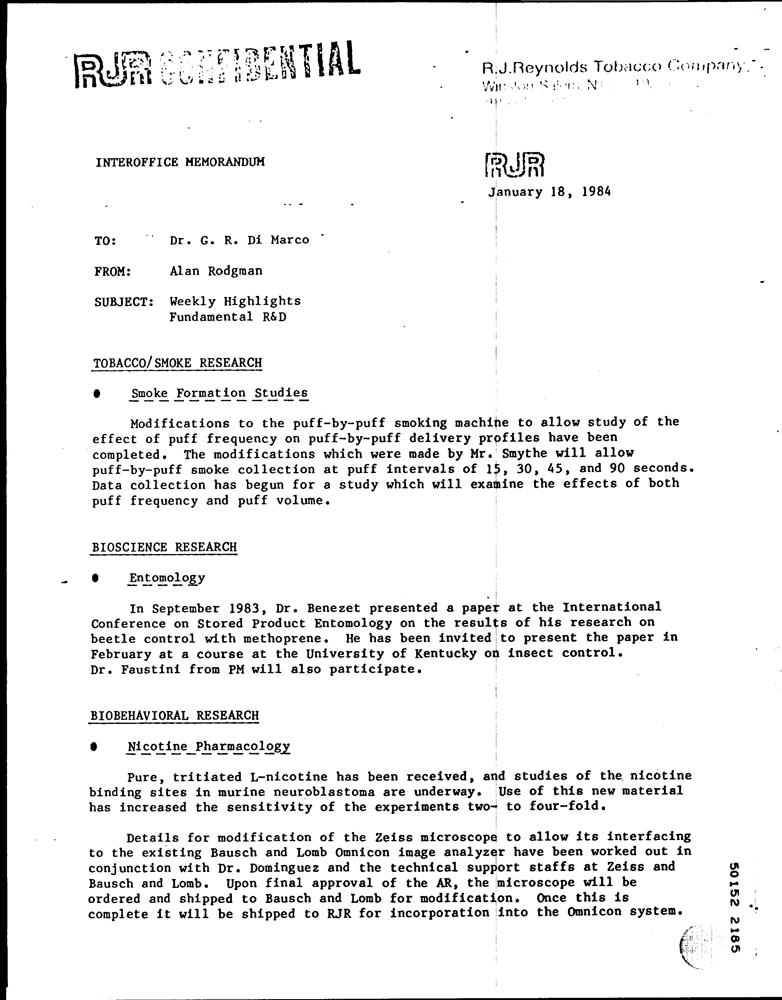 RJR CONFIDENTIAL
R.J.Reynolds Tobacco Company
INTEROFFICE MEMORANDUM
RJR
January 18, 1984
TO: Dr. G. R. Di Marco
FROM: Alan Rodgman
SUBJECT: Weekly Highlights
Fundamental R&D
TOBACCO/SMOKE RESEARCH
● Smoke Formation Studies
Modifications to the puff-by-puff smoking machine to allow study of the
effect of puff frequency on puff-by-puff delivery profiles have been
completed. The modifications which were made by Mr. Smythe will allow
puff-by-puff smoke collection at puff intervals of 15, 30, 45, and 90 seconds.
Data collection has begun for a study which will examine the effects of both
puff frequency and puff volume.
BIOSCIENCE RESEARCH
● Entomology
In September 1983, Dr. Benezet presented a paper at the International
Conference on Stored Product Entomology on the results of his research on
beetle control with methoprene. He has been invited to present the paper in
February at a course at the University of Kentucky on insect control.
Dr. Faustini from PM will also participate.
BIOBEHAVIORAL RESEARCH
● Nicotine Pharmacology
Pure, tritiated L-nicotine has been received, and studies of the nicotine
binding sites in murine neuroblastoma are underway. Use of this new material
has increased the sensitivity of the experiments two- to four-fold.
Details for modification of the Zeiss microscope to allow its interfacing
to the existing Bausch and Lomb Omnicon image analyzer have been worked out in
conjunction with Dr. Dominguez and the technical support staffs at Zeiss and
Bausch and Lomb. Upon final approval of the AR, the microscope will be
ordered and shipped to Bausch and Lomb for modification. Once this is
complete it will be shipped to RJR for incorporation into the Omnicon system.
50152 2185